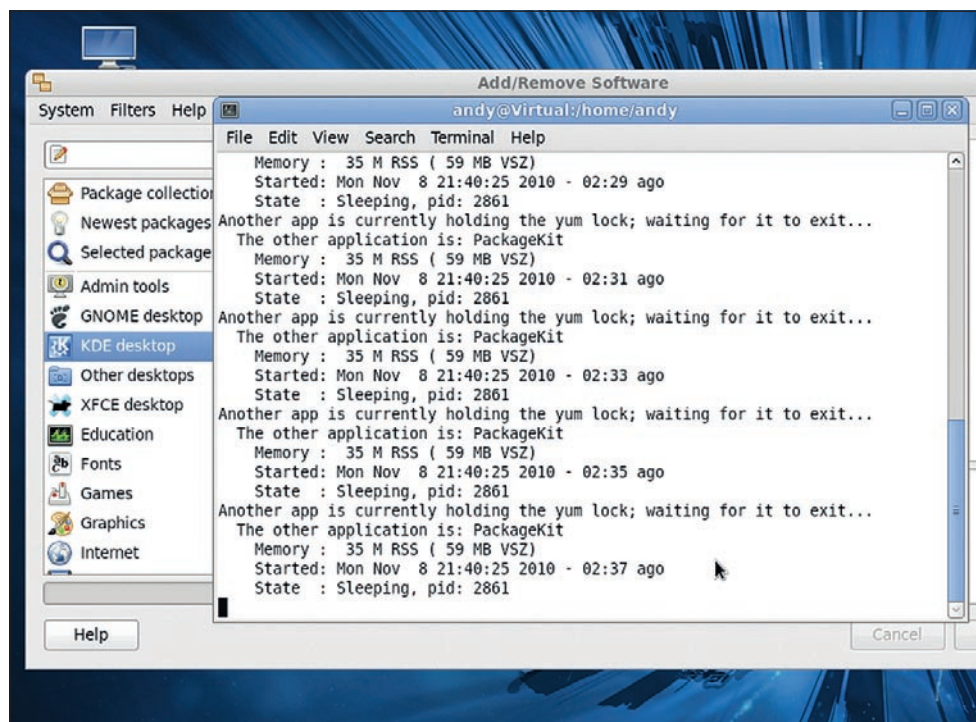 Add/Remove Software
System Filters Help
andy@Virtual:/home/andy
File Edit View Search Terminal Help
Package collection
Newest packages
Selected package
Admin tools
GNOME desktop
KDE desktop
Other desktops
XFCE desktop
Education
Fonts
Games
Graphics
Internet
Memory : 35 M RSS ( 59 MB VSZ)
Started: Mon Nov 8 21:40:25 2010 - 02:29 ago
State : Sleeping, pid: 2861
Another app is currently holding the yum lock; waiting for it to exit...
The other application is: PackageKit
Memory : 35 M RSS ( 59 MB VSZ)
Started: Mon Nov 8 21:40:25 2010 - 02:31 ago
State : Sleeping, pid: 2861
Another app is currently holding the yum lock; waiting for it to exit...
The other application is: PackageKit
Memory : 35 M RSS ( 59 MB VSZ)
Started: Mon Nov 8 21:40:25 2010 - 02:33 ago
State : Sleeping, pid: 2861
Another app is currently holding the yum lock; waiting for it to exit...
The other application is: PackageKit
Memory : 35 M RSS ( 59 MB VSZ)
Started: Mon Nov 8 21:40:25 2010 - 02:35 ago
State : Sleeping, pid: 2861
Another app is currently holding the yum lock; waiting for it to exit...
The other application is: PackageKit
Memory : 35 M RSS ( 59 MB VSZ)
Started: Mon Nov 8 21:40:25 2010 - 02:37 ago
State : Sleeping, pid: 2861
Help
Cancel